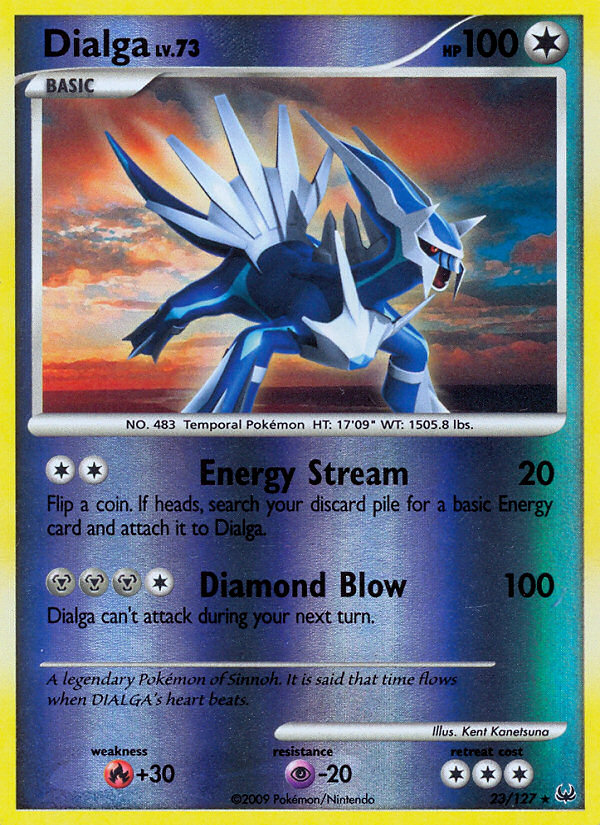 Dialga LV.73 HP 100
BASIC
NO. 483 Temporal Pokémon HT: 17'09" WT: 1505.8 lbs.
Energy Stream 20
Flip a coin. If heads, search your discard pile for a basic Energy
card and attach it to Dialga.
Diamond Blow 100
Dialga can't attack during your next turn.
A legendary Pokémon of Sinnoh. It is said that time flows
when DIALGA's heart beats.
Illus. Kent Kanetsuna
weakness resistance retreat cost
+30 -20
©2009 Pokémon/Nintendo 23/127 ★